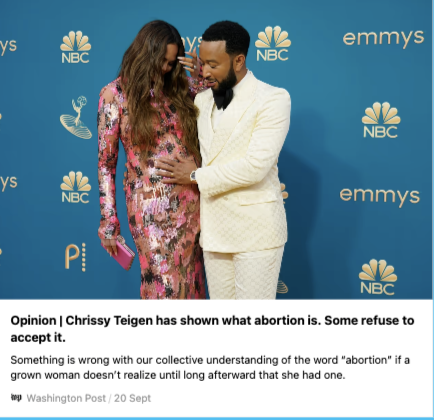 ys
NBC
ys
NBC
emmys
NBC
ys
NBC
emmys
P
NBC
Opinion | Chrissy Teigen has shown what abortion is. Some refuse to
accept it.
Something is wrong with our collective understanding of the word “abortion” if a
grown woman doesn’t realize until long afterward that she had one.
wp Washington Post / 20 Sept